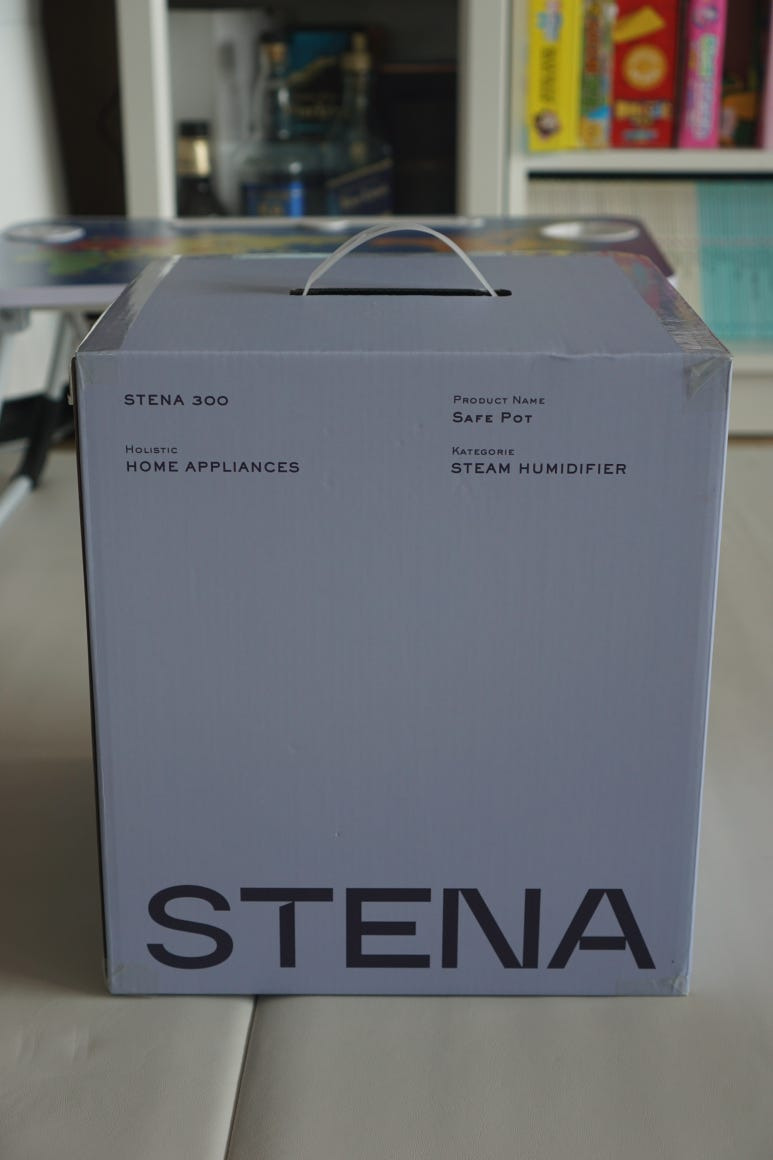 STENA 300
Product Name
Safe Pot
Holistic
HOME APPLIANCES
Kategorie
STEAM HUMIDIFIER
STENA